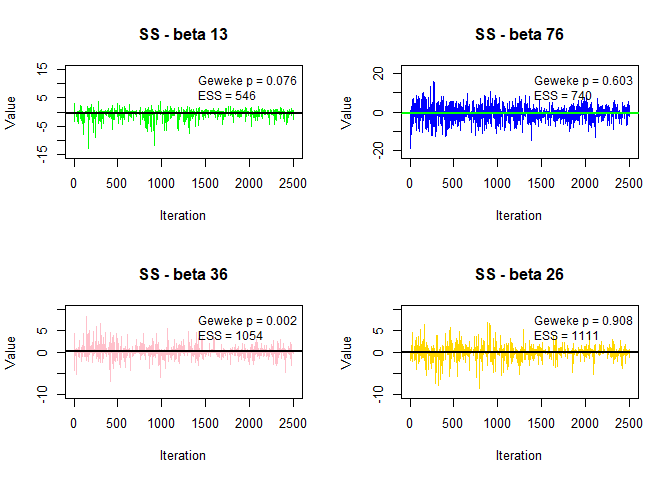 SS - beta 13
Value
15
5
-5
-15
Geweke p = 0.076
ESS = 546
0
500
1000
1500
2000
2500
Iteration
SS - beta 76
Value
20
0
-20
Geweke p = 0.603
ESS = 740
0
500
1000
1500
2000
2500
Iteration
SS - beta 36
Value
5
0
-10
Geweke p = 0.002
ESS = 1054
0
500
1000
1500
2000
2500
Iteration
SS - beta 26
Value
5
0
-10
Geweke p = 0.908
ESS = 1111
0
500
1000
1500
2000
2500
Iteration